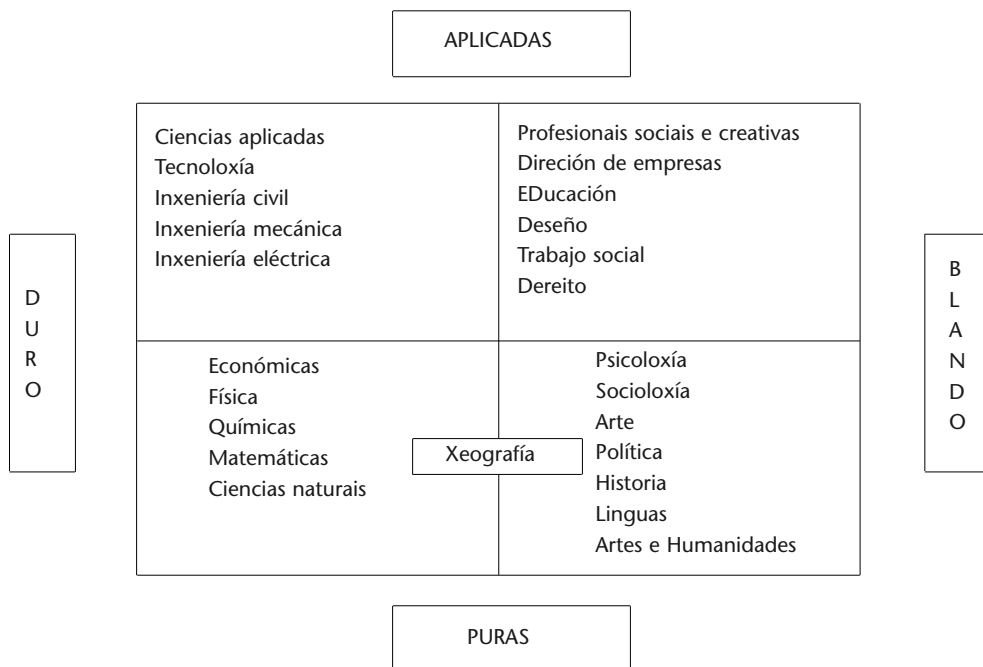 APLICADAS
Ciencias aplicadas
Tecnoloxía
Inxeniería civil
Inxeniería mecánica
Inxeniería eléctrica
Profesionais sociais e creativas
Direción de empresas
EDucación
Deseño
Trabajo social
Dereito
D
U
R
O
B
L
A
N
D
O
Económicas
Física
Químicas
Matemáticas
Ciencias naturais
Xeografía
Psicoloxía
Socioloxía
Arte
Política
Historia
Linguas
Artes e Humanidades
PURAS